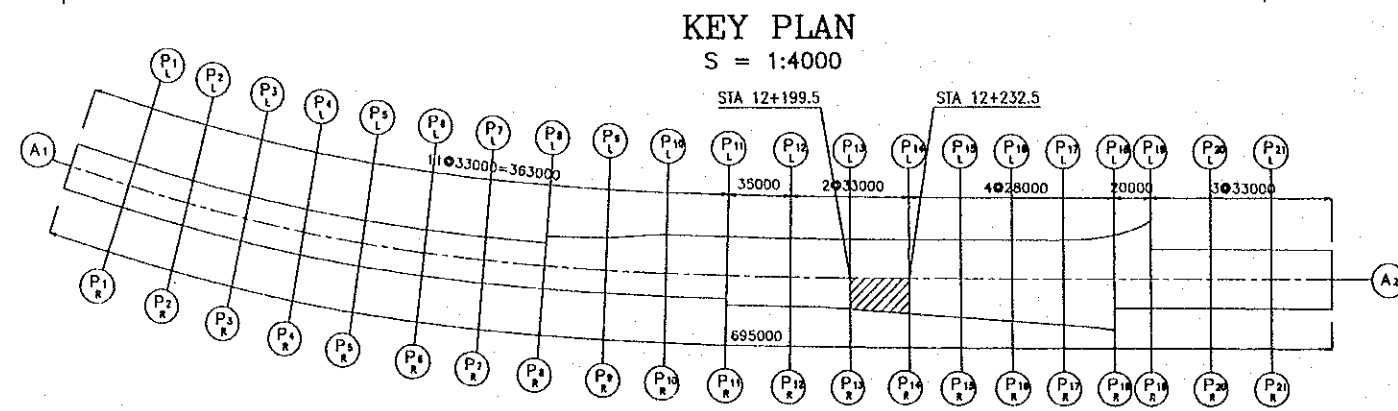 KEY PLAN
S = 1:4000
STA 12+199.5 STA 12+232.5
P1 L P2 L P3 L P4 L P5 L P6 L P7 L P8 L P9 L P10 L P11 L P12 L P13 L P14 L P15 L P16 L P17 L P18 L P19 L P20 L P21 L
A1
11@33000=363000 35000 2@33000 4@28000 20000 3@33000
A2
695000
P1 R P2 R P3 R P4 R P5 R P6 R P7 R P8 R P9 R P10 R P11 R P12 R P13 R P14 R P15 R P16 R P17 R P18 R P19 R P20 R P21 R